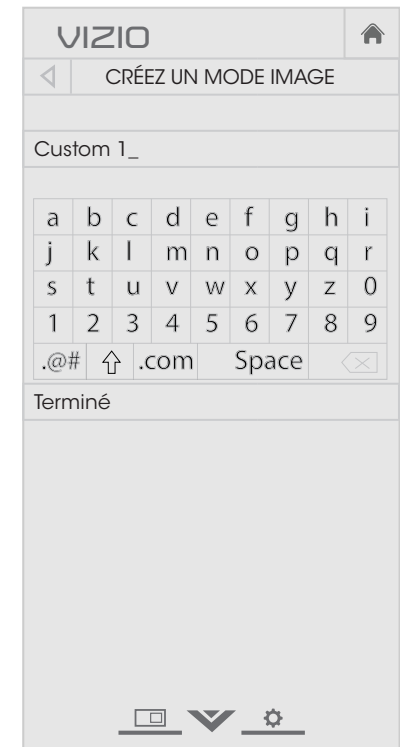 VIZIO
CRÉEZ UN MODE IMAGE
Custom 1_
a b c d e f g h i
j k l m n o p q r
s t u v w x y z 0
1 2 3 4 5 6 7 8 9
.@# .com Space
Terminé